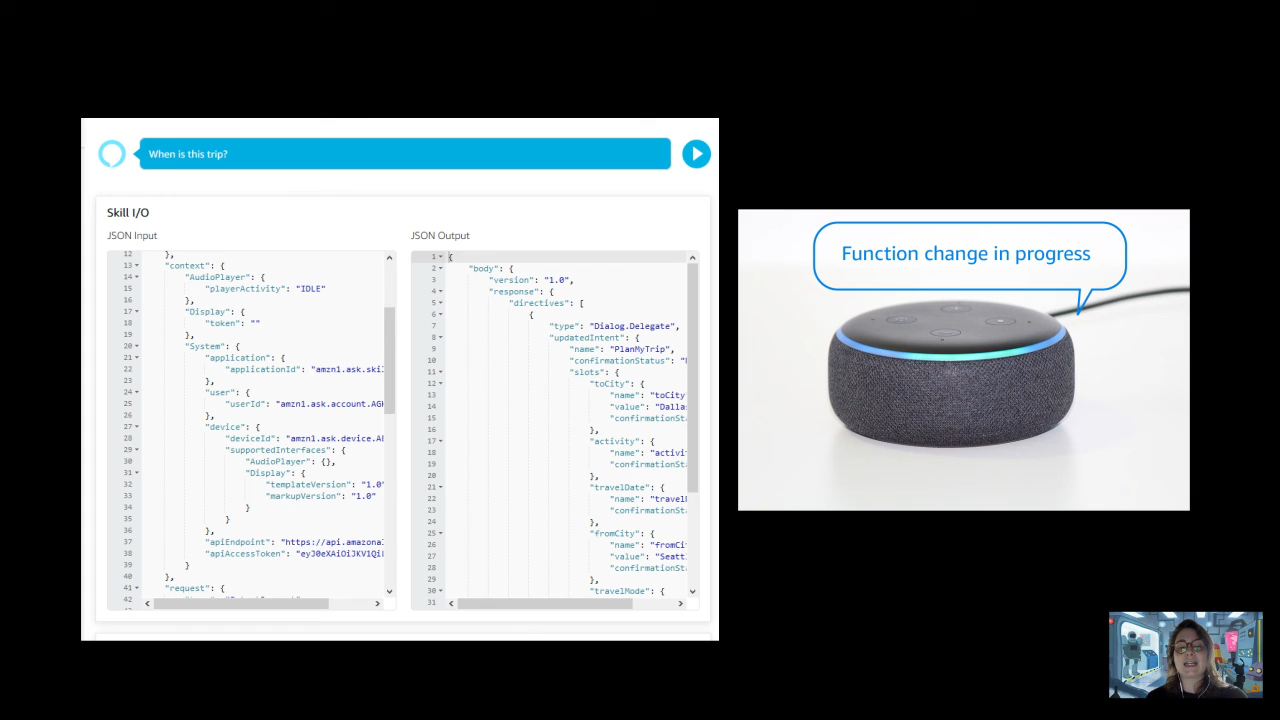 When is this trip?
Skill I/O
JSON Input
JSON Output
12 },
13 "context": {
14 "AudioPlayer": {
15 "playerActivity": "IDLE"
16 },
17 "Display": {
18 "token": ""
19 },
20 "System": {
21 "application": {
22 "applicationId": "amzn1.ask.skil
23 },
24 "user": {
25 "userId": "amzn1.ask.account.AGH
26 },
27 "device": {
28 "deviceId": "amzn1.ask.device.AF
29 "supportedInterfaces": {
30 "AudioPlayer": {},
31 "Display": {
32 "templateVersion": "1.0"
33 "markupVersion": "1.0"
34 }
35 }
36 },
37 "apiEndpoint": "https://api.amazonal
38 "apiAccessToken":
39 }
40 },
41 "request": {
42
1 {
2 "body": {
3 "version": "1.0",
4 "response": {
5 "directives": [
6 {
7 "type": "Dialog.Delegate",
8 "updatedIntent": {
9 "name": "PlanMyTrip",
10 "confirmationStatus":
11 "slots": {
12 "toCity": {
13 "name": "toCity
14 "value": "Dalla
15 "confirmationSta
16 },
17 "activity": {
18 "name": "activi
19 "confirmationSta
20 },
21 "travelDate": {
22 "name": "travel
23 "confirmationSta
24 },
25 "fromCity": {
26 "name": "fromCi
27 "value": "Seatt
28 "confirmationSta
29 },
30 "travelMode": {
31
Function change in progress